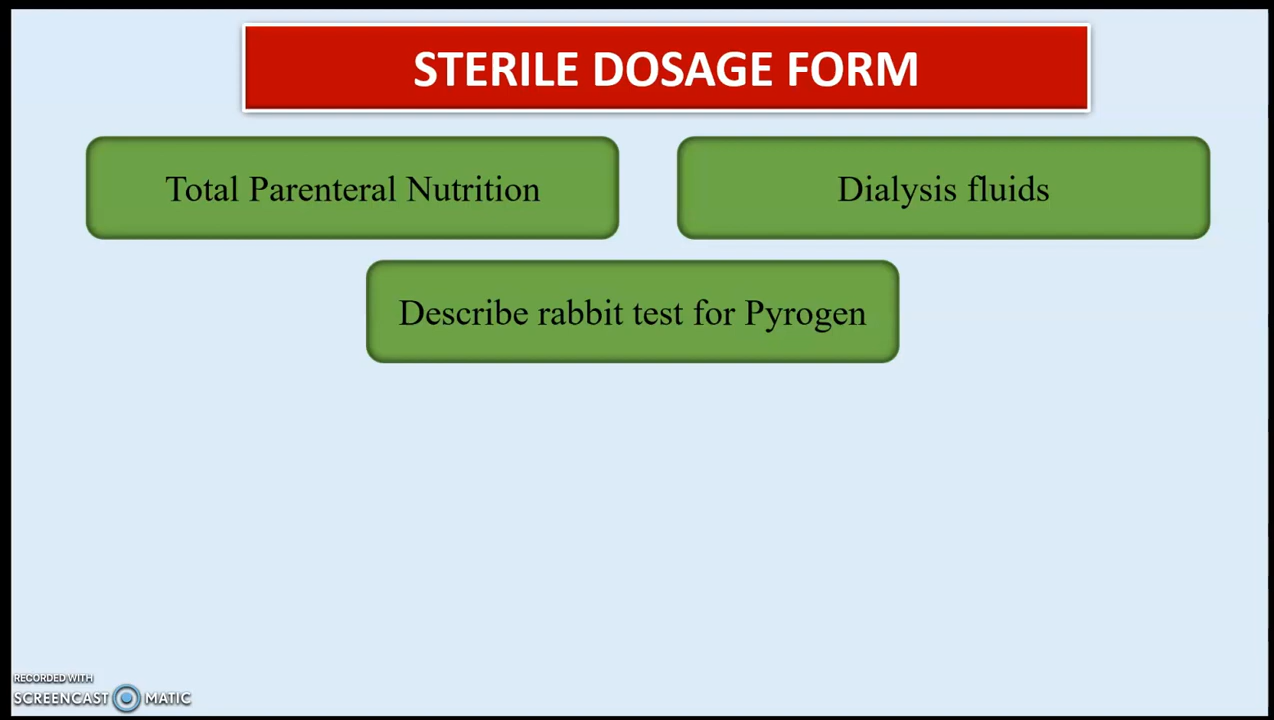 STERILE DOSAGE FORM
Total Parenteral Nutrition
Dialysis fluids
Describe rabbit test for Pyrogen
RECORDED WITH
SCREENCAST MATIC